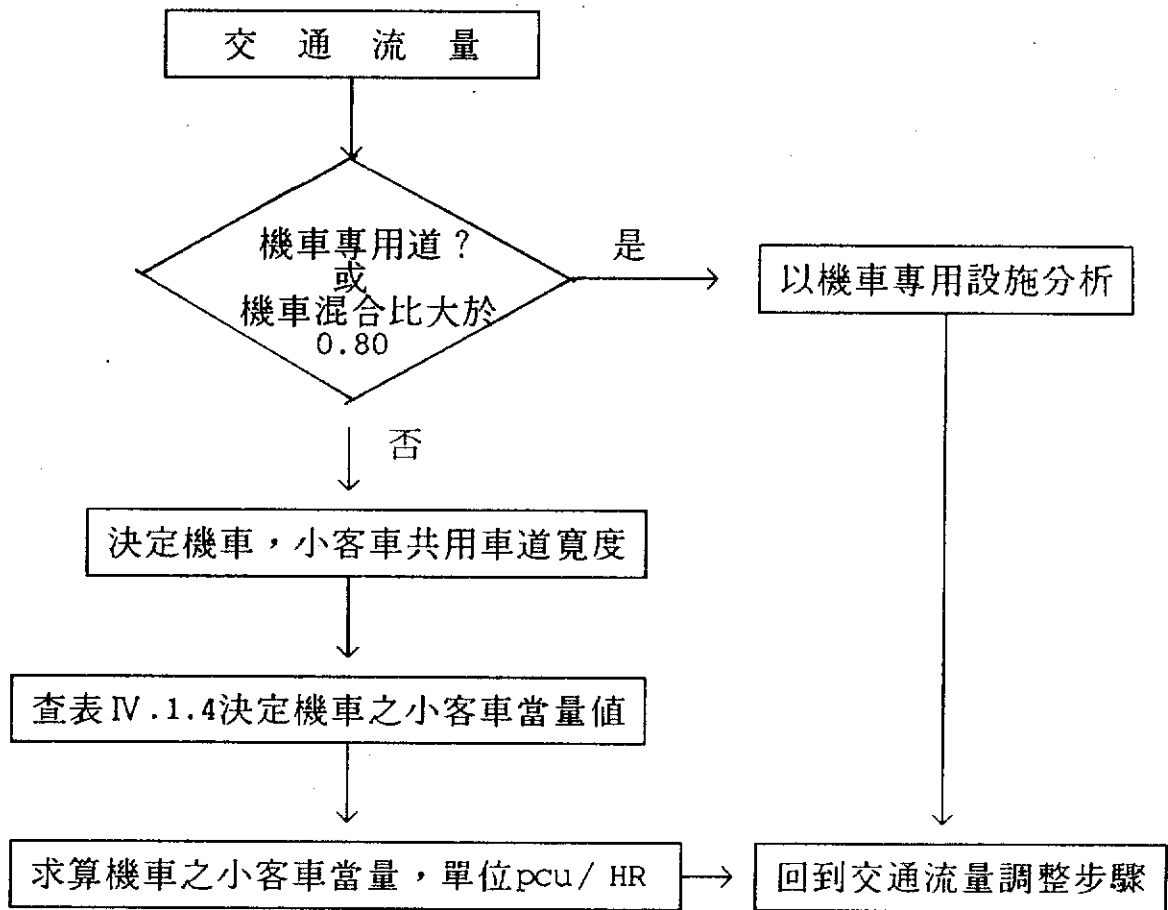 交通流量
機車專用道？
或
機車混合比大於
0.80
是
以機車專用設施分析
否
決定機車，小客車共用車道寬度
查表Ⅳ.1.4決定機車之小客車當量值
求算機車之小客車當量，單位pcu/ HR
回到交通流量調整步驟